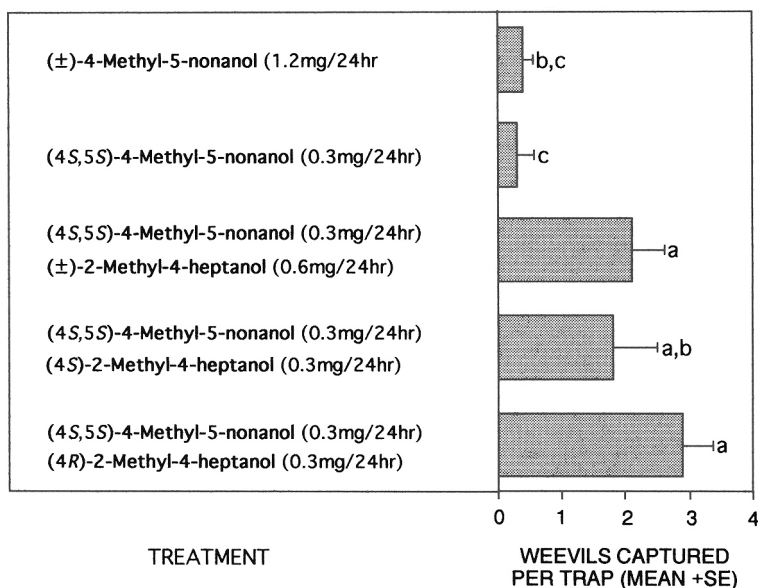 (±)-4-Methyl-5-nonanol (1.2mg/24hr
b,c
(4S,5S)-4-Methyl-5-nonanol (0.3mg/24hr)
c
(4S,5S)-4-Methyl-5-nonanol (0.3mg/24hr)
(±)-2-Methyl-4-heptanol (0.6mg/24hr)
a
(4S,5S)-4-Methyl-5-nonanol (0.3mg/24hr)
(4S)-2-Methyl-4-heptanol (0.3mg/24hr)
a,b
(4S,5S)-4-Methyl-5-nonanol (0.3mg/24hr)
(4R)-2-Methyl-4-heptanol (0.3mg/24hr)
a
0 1 2 3 4
TREATMENT
WEEVILS CAPTURED
PER TRAP (MEAN +SE)